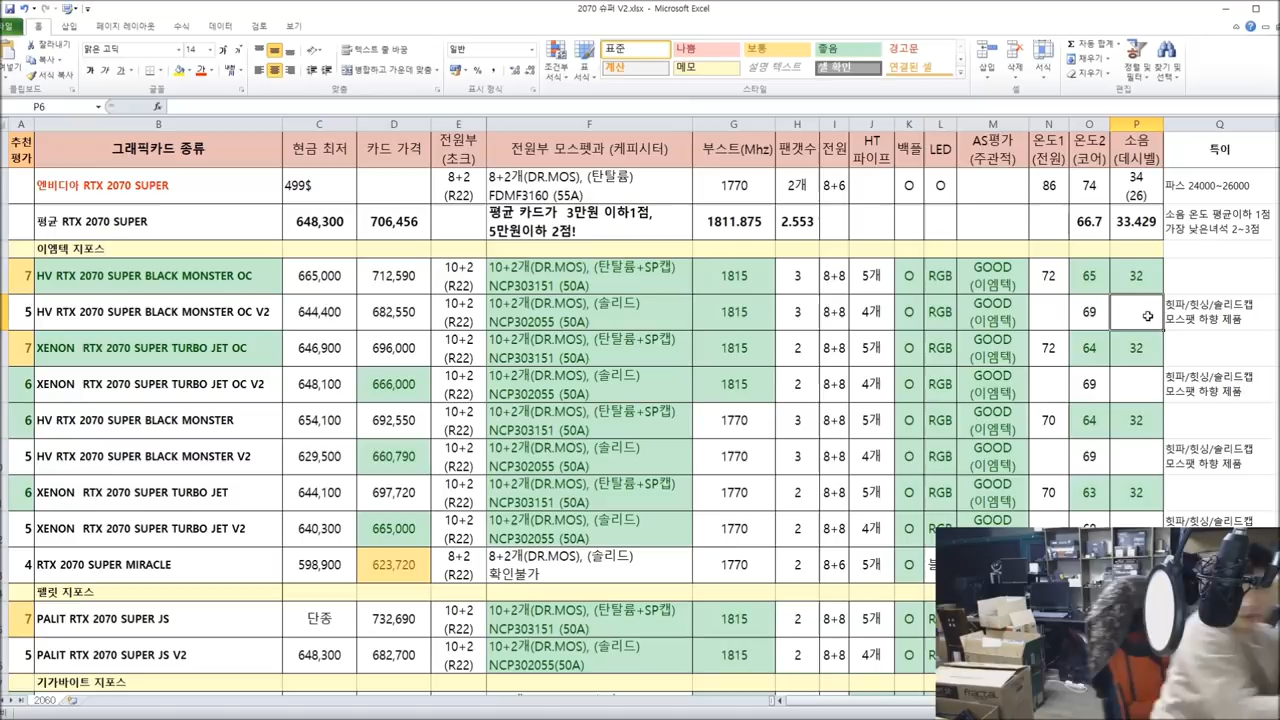 2070 슈퍼 V2.xlsx - Microsoft Excel
파일 홈 삽입 페이지 레이아웃 수식 데이터 검토 보기
잘라내기 맑은 고딕 14 텍스트 줄 바꿈 일반 표준 나쁨 보통 좋음 경고문 자동 합계
복사 채우기
서식 복사 병합하고 가운데 맞춤 조건부 서식 표 서식 계산 메모 설명 텍스트 셀 확인 연결된 셀 삽입 삭제 서식 지우기 정렬 및 필터 찾기 및 선택
클립보드 글꼴 맞춤 표시 형식 스타일 셀 편집
P6 fx
A B C D E F G H I J K L M N O P Q
추천 평가 그래픽카드 종류 현금 최저 카드 가격 전원부 (쵸크) 전원부 모스펫과 (케피시터) 부스트(Mhz) 팬갯수 전원 HT 파이프 백플 LED AS평가 (주관적) 온도1 (전원) 온도2 (코어) 소음 (데시벨) 특이
엔비디아 RTX 2070 SUPER 499$ 8+2 (R22) 8+2개(DR.MOS), (탄탈륨) FDMF3160 (55A) 1770 2개 8+6 O O 86 74 34 (26) 파스 24000~26000
평균 RTX 2070 SUPER 648,300 706,456 평균 카드가 3만원 이하1점, 5만원이하 2점! 1811.875 2.553 66.7 33.429 소음 온도 평균이하 1점 가장 낮은녀석 2~3점
이엠텍 지포스
7 HV RTX 2070 SUPER BLACK MONSTER OC 665,000 712,590 10+2 (R22) 10+2개(DR.MOS), (탄탈륨+SP캡) NCP303151 (50A) 1815 3 8+8 5개 O RGB GOOD (이엠텍) 72 65 32
5 HV RTX 2070 SUPER BLACK MONSTER OC V2 644,400 682,550 10+2 (R22) 10+2개(DR.MOS), (솔리드) NCP302055 (50A) 1815 3 8+8 4개 O RGB GOOD (이엠텍) 69 힛파/힛싱/솔리드캡 모스팻 하향 제품
7 XENON RTX 2070 SUPER TURBO JET OC 646,900 696,000 10+2 (R22) 10+2개(DR.MOS), (탄탈륨+SP캡) NCP303151 (50A) 1815 2 8+8 5개 O RGB GOOD (이엠텍) 72 64 32
6 XENON RTX 2070 SUPER TURBO JET OC V2 648,100 666,000 10+2 (R22) 10+2개(DR.MOS), (솔리드) NCP302055 (50A) 1815 2 8+8 4개 O RGB GOOD (이엠텍) 69 힛파/힛싱/솔리드캡 모스팻 하향 제품
6 HV RTX 2070 SUPER BLACK MONSTER 654,100 692,550 10+2 (R22) 10+2개(DR.MOS), (탄탈륨+SP캡) NCP303151 (50A) 1770 3 8+8 5개 O RGB GOOD (이엠텍) 70 64 32
5 HV RTX 2070 SUPER BLACK MONSTER V2 629,500 660,790 10+2 (R22) 10+2개(DR.MOS), (솔리드) NCP302055 (50A) 1770 3 8+8 4개 O RGB GOOD (이엠텍) 69 힛파/힛싱/솔리드캡 모스팻 하향 제품
6 XENON RTX 2070 SUPER TURBO JET 644,100 697,720 10+2 (R22) 10+2개(DR.MOS), (탄탈륨+SP캡) NCP303151 (50A) 1770 2 8+8 5개 O RGB GOOD (이엠텍) 70 63 32
5 XENON RTX 2070 SUPER TURBO JET V2 640,300 665,000 10+2 (R22) 10+2개(DR.MOS), (솔리드) NCP302055 (50A) 1770 2 8+8 4개 O RGB GOOD 힛파/힛싱/솔리드캡
4 RTX 2070 SUPER MIRACLE 598,900 623,720 8+2 (R22) 8+2개(DR.MOS), (솔리드) 확인불가 1770 2 8+6 5개 O
팰릿 지포스
7 PALIT RTX 2070 SUPER JS 단종 732,690 10+2 (R22) 10+2개(DR.MOS), (탄탈륨+SP캡) NCP303151 (50A) 1815 2 8+6 5개 O
5 PALIT RTX 2070 SUPER JS V2 648,300 682,700 10+2 (R22) 10+2개(DR.MOS), (솔리드) NCP302055(50A) 1815 2 8+8 4개 O
기가바이트 지포스
2060
fractal